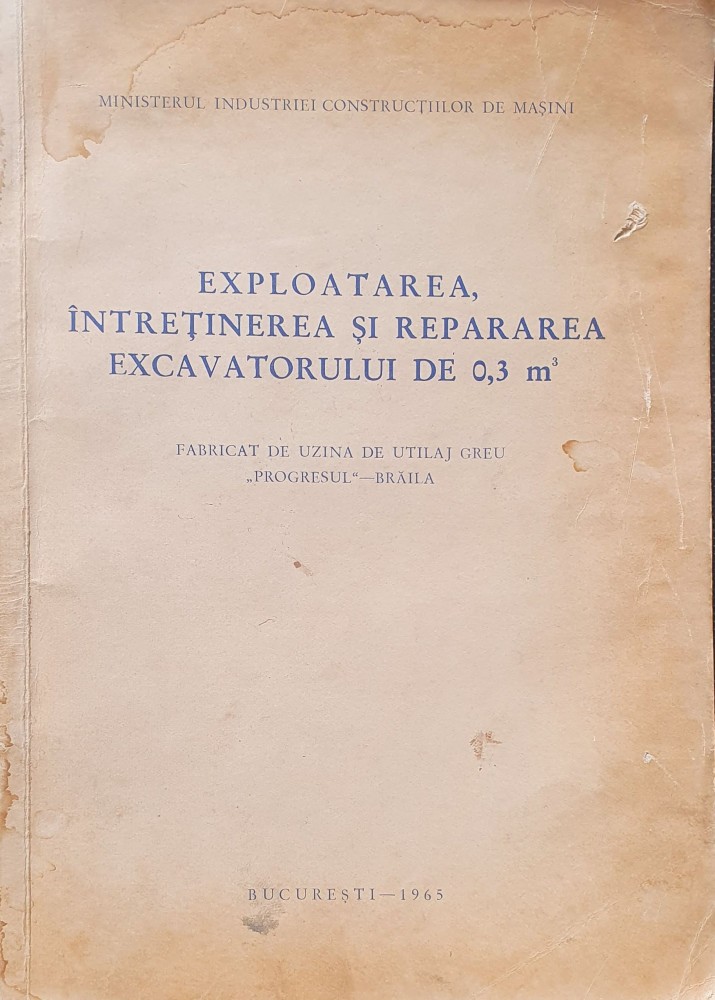 MINISTERUL INDUSTRIEI CONSTRUCȚIILOR DE MAȘINI
EXPLOATAREA,
ÎNTREȚINEREA ȘI REPARAREA
EXCAVATORULUI DE 0,3 m³
FABRICAT DE UZINA DE UTILAJ GREU
„PROGRESUL“—BRĂILA
BUCUREȘTI—1965